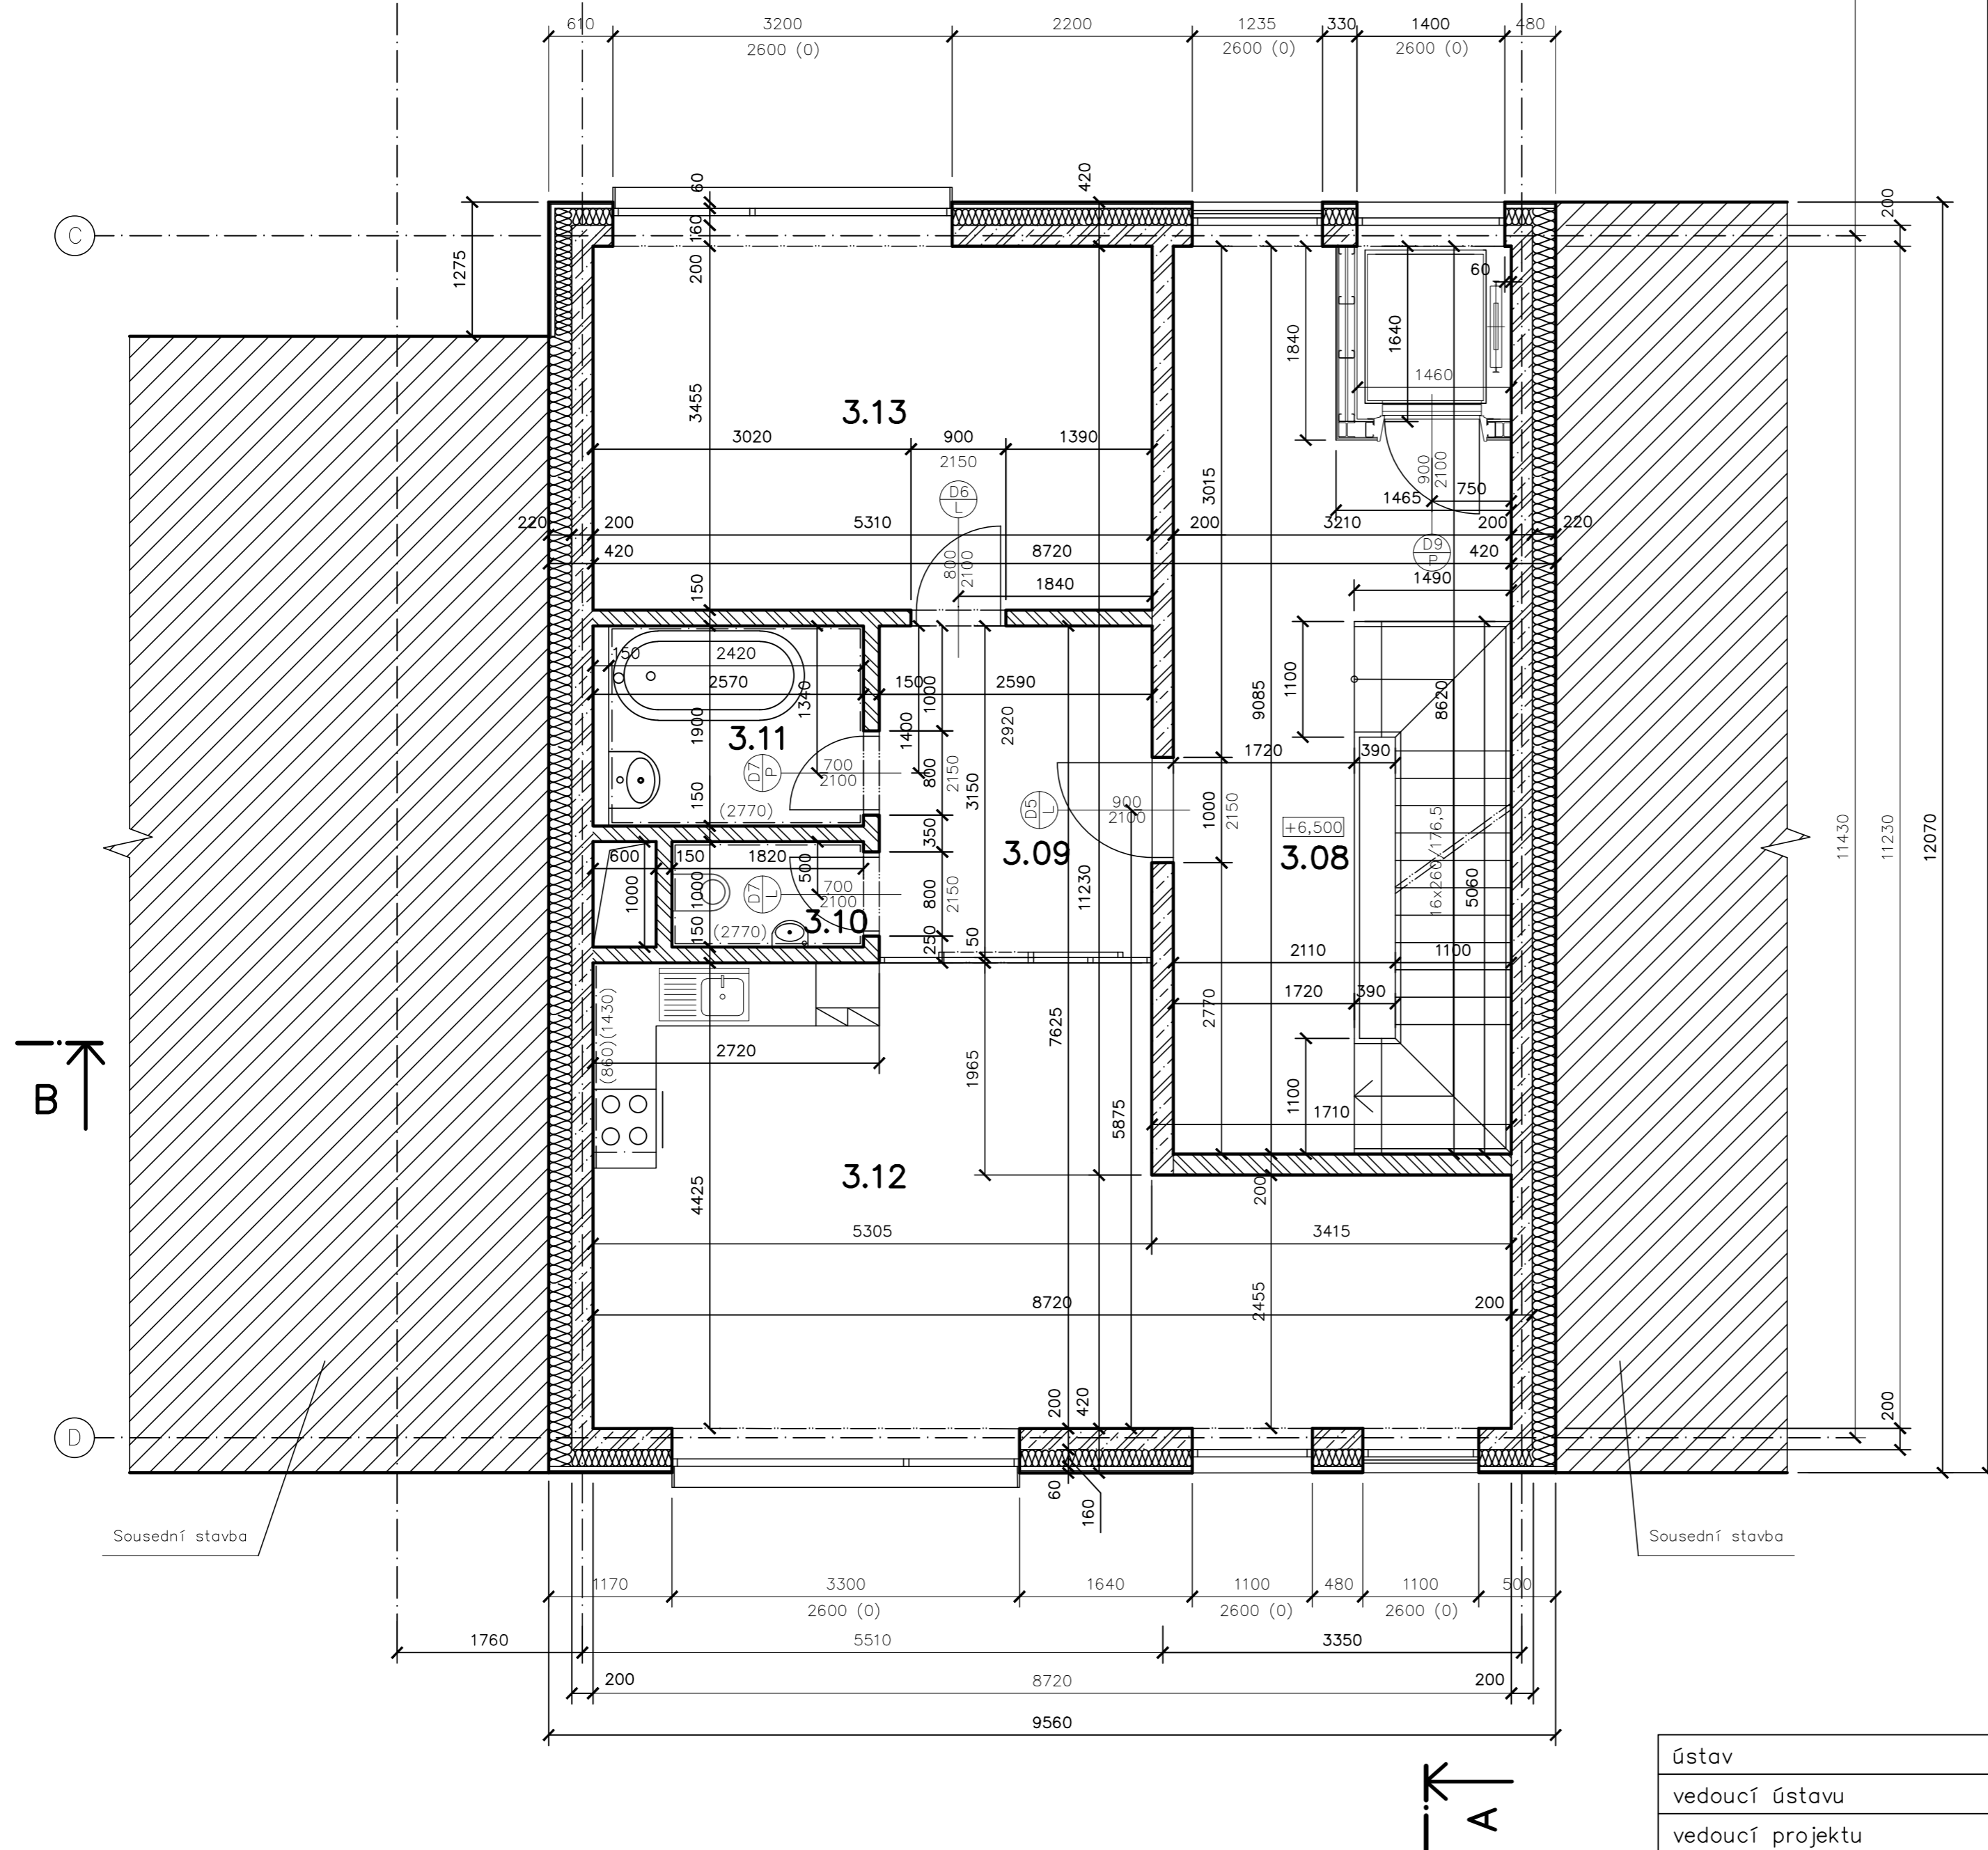 610 3200 2200 1235 330 1400 480
2600 (0) 2600 (0) 2600 (0)
C
1275
60
160
200
420
200
60
1640
1840
1460
3455
3.13
3020 900 1390
2150
D6
L
3015
900
2100
1465 750
220 200 5310 200 3210 200 220
420 8720 420
D9
P
800
2100
1840
1490
150
150 2420
2570 150 2590
1340
1000
1100
1900
3.11
1400
2920
9085
8620
1720 390
D7
P
700
2100
800
2150
3150
D5
L
900
2100
1000
2150
150
(2770)
350
+6,500
3.09
3.08
16x260/176,5
600 150 1820
500
1000
1000
D7
L
700
2100
800
2150
11230
5060
3.10
150
(2770)
250
50
2110 1100
1720 390
(860)(1430)
2720
7625
2770
1965
5875
1100
1710
B
3.12
4425
200
5305 3415
8720 200
2455
11430
11230
12070
200
420
200
D
60
160
Sousední stavba
Sousední stavba
1170 3300 1640 1100 480 1100 500
2600 (0) 2600 (0) 2600 (0)
1760 5510 3350
200 8720 200
9560
A
ústav
vedoucí ústavu
vedoucí projektu